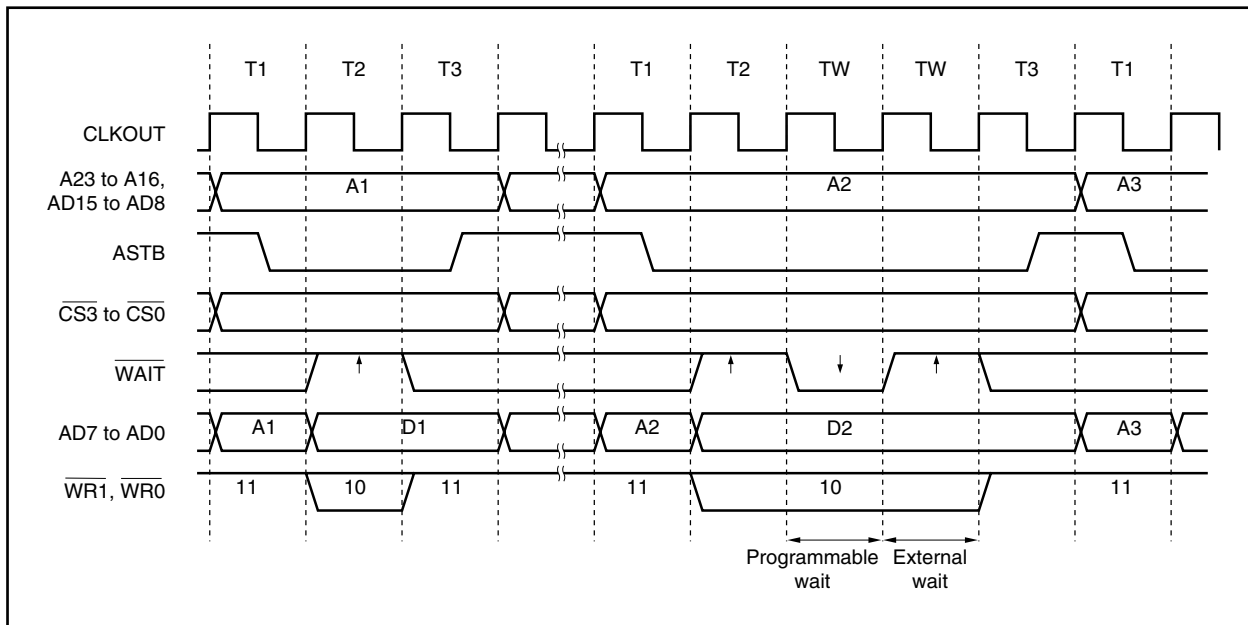 T1 T2 T3 T1 T2 TW TW T3 T1
CLKOUT
A23 to A16,
AD15 to AD8
A1 A2 A3
ASTB
CS3 to CS0
WAIT
AD7 to AD0
A1 D1 A2 D2 A3
WR1, WR0
11 10 11 11 10 11
Programmable
wait
External
wait